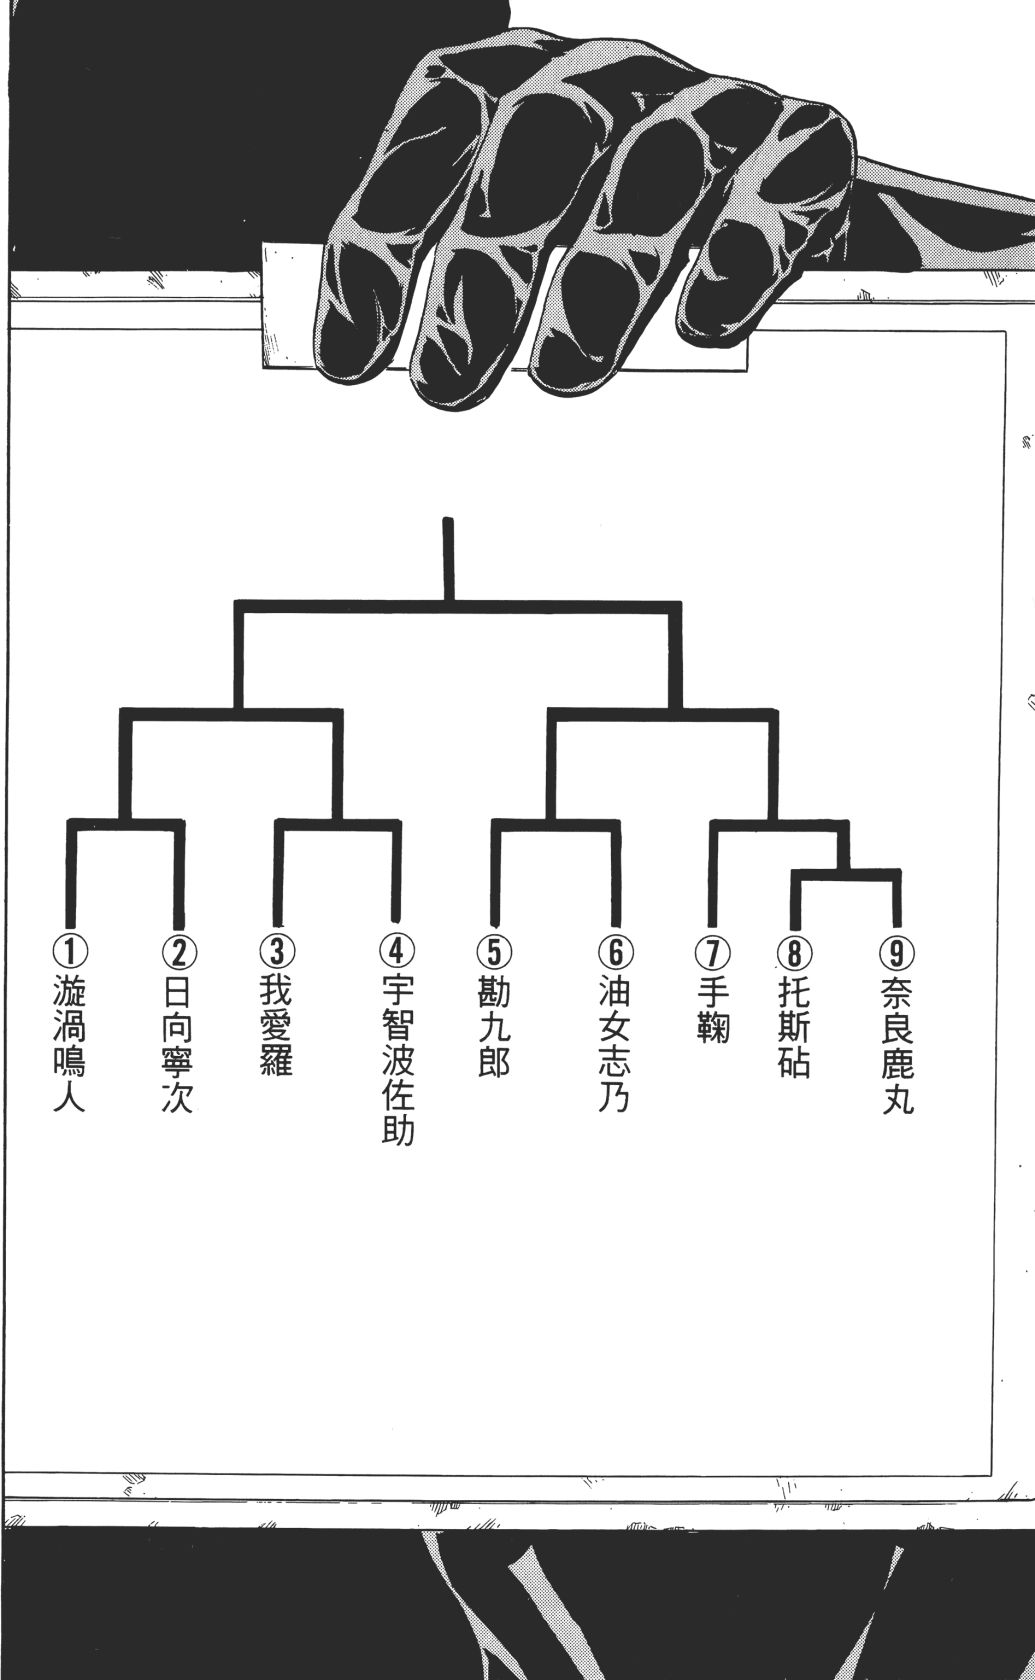 ①漩渦鳴人
②日向寧次
③我愛羅
④宇智波佐助
⑤勘九郎
⑥油女志乃
⑦手鞠
⑧托斯砧
⑨奈良鹿丸